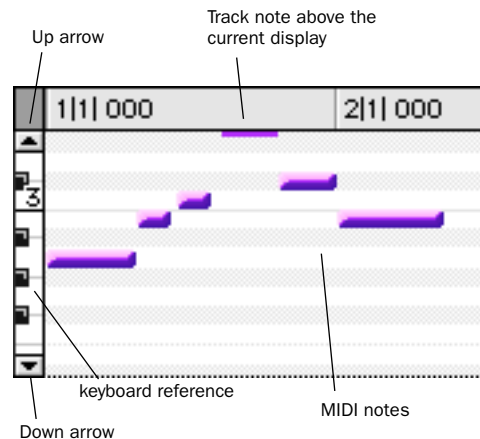 Track note above the
current display
Up arrow
1|1| 000
2|1| 000
3
keyboard reference
MIDI notes
Down arrow